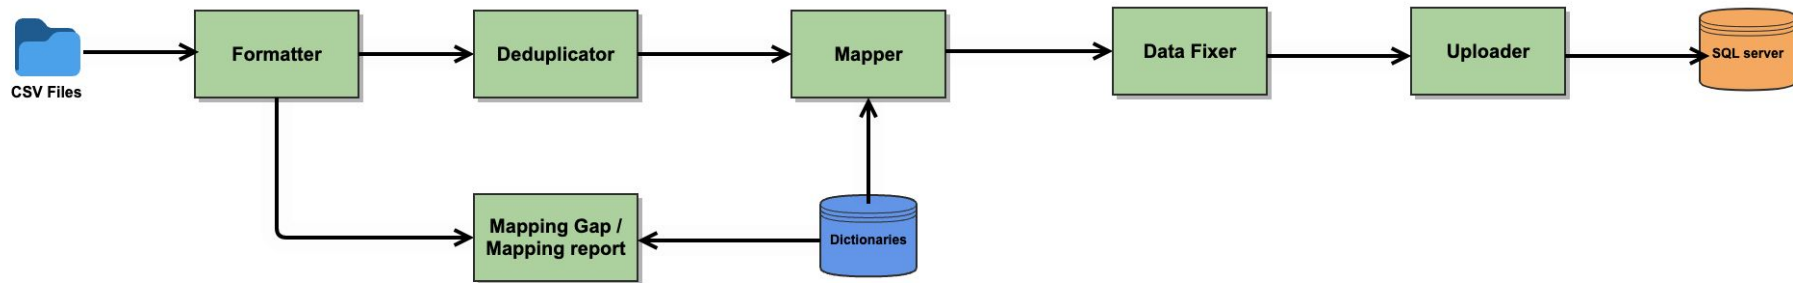 CSV Files
Formatter
Deduplicator
Mapper
Data Fixer
Uploader
SQL server
Mapping Gap /
Mapping report
Dictionaries